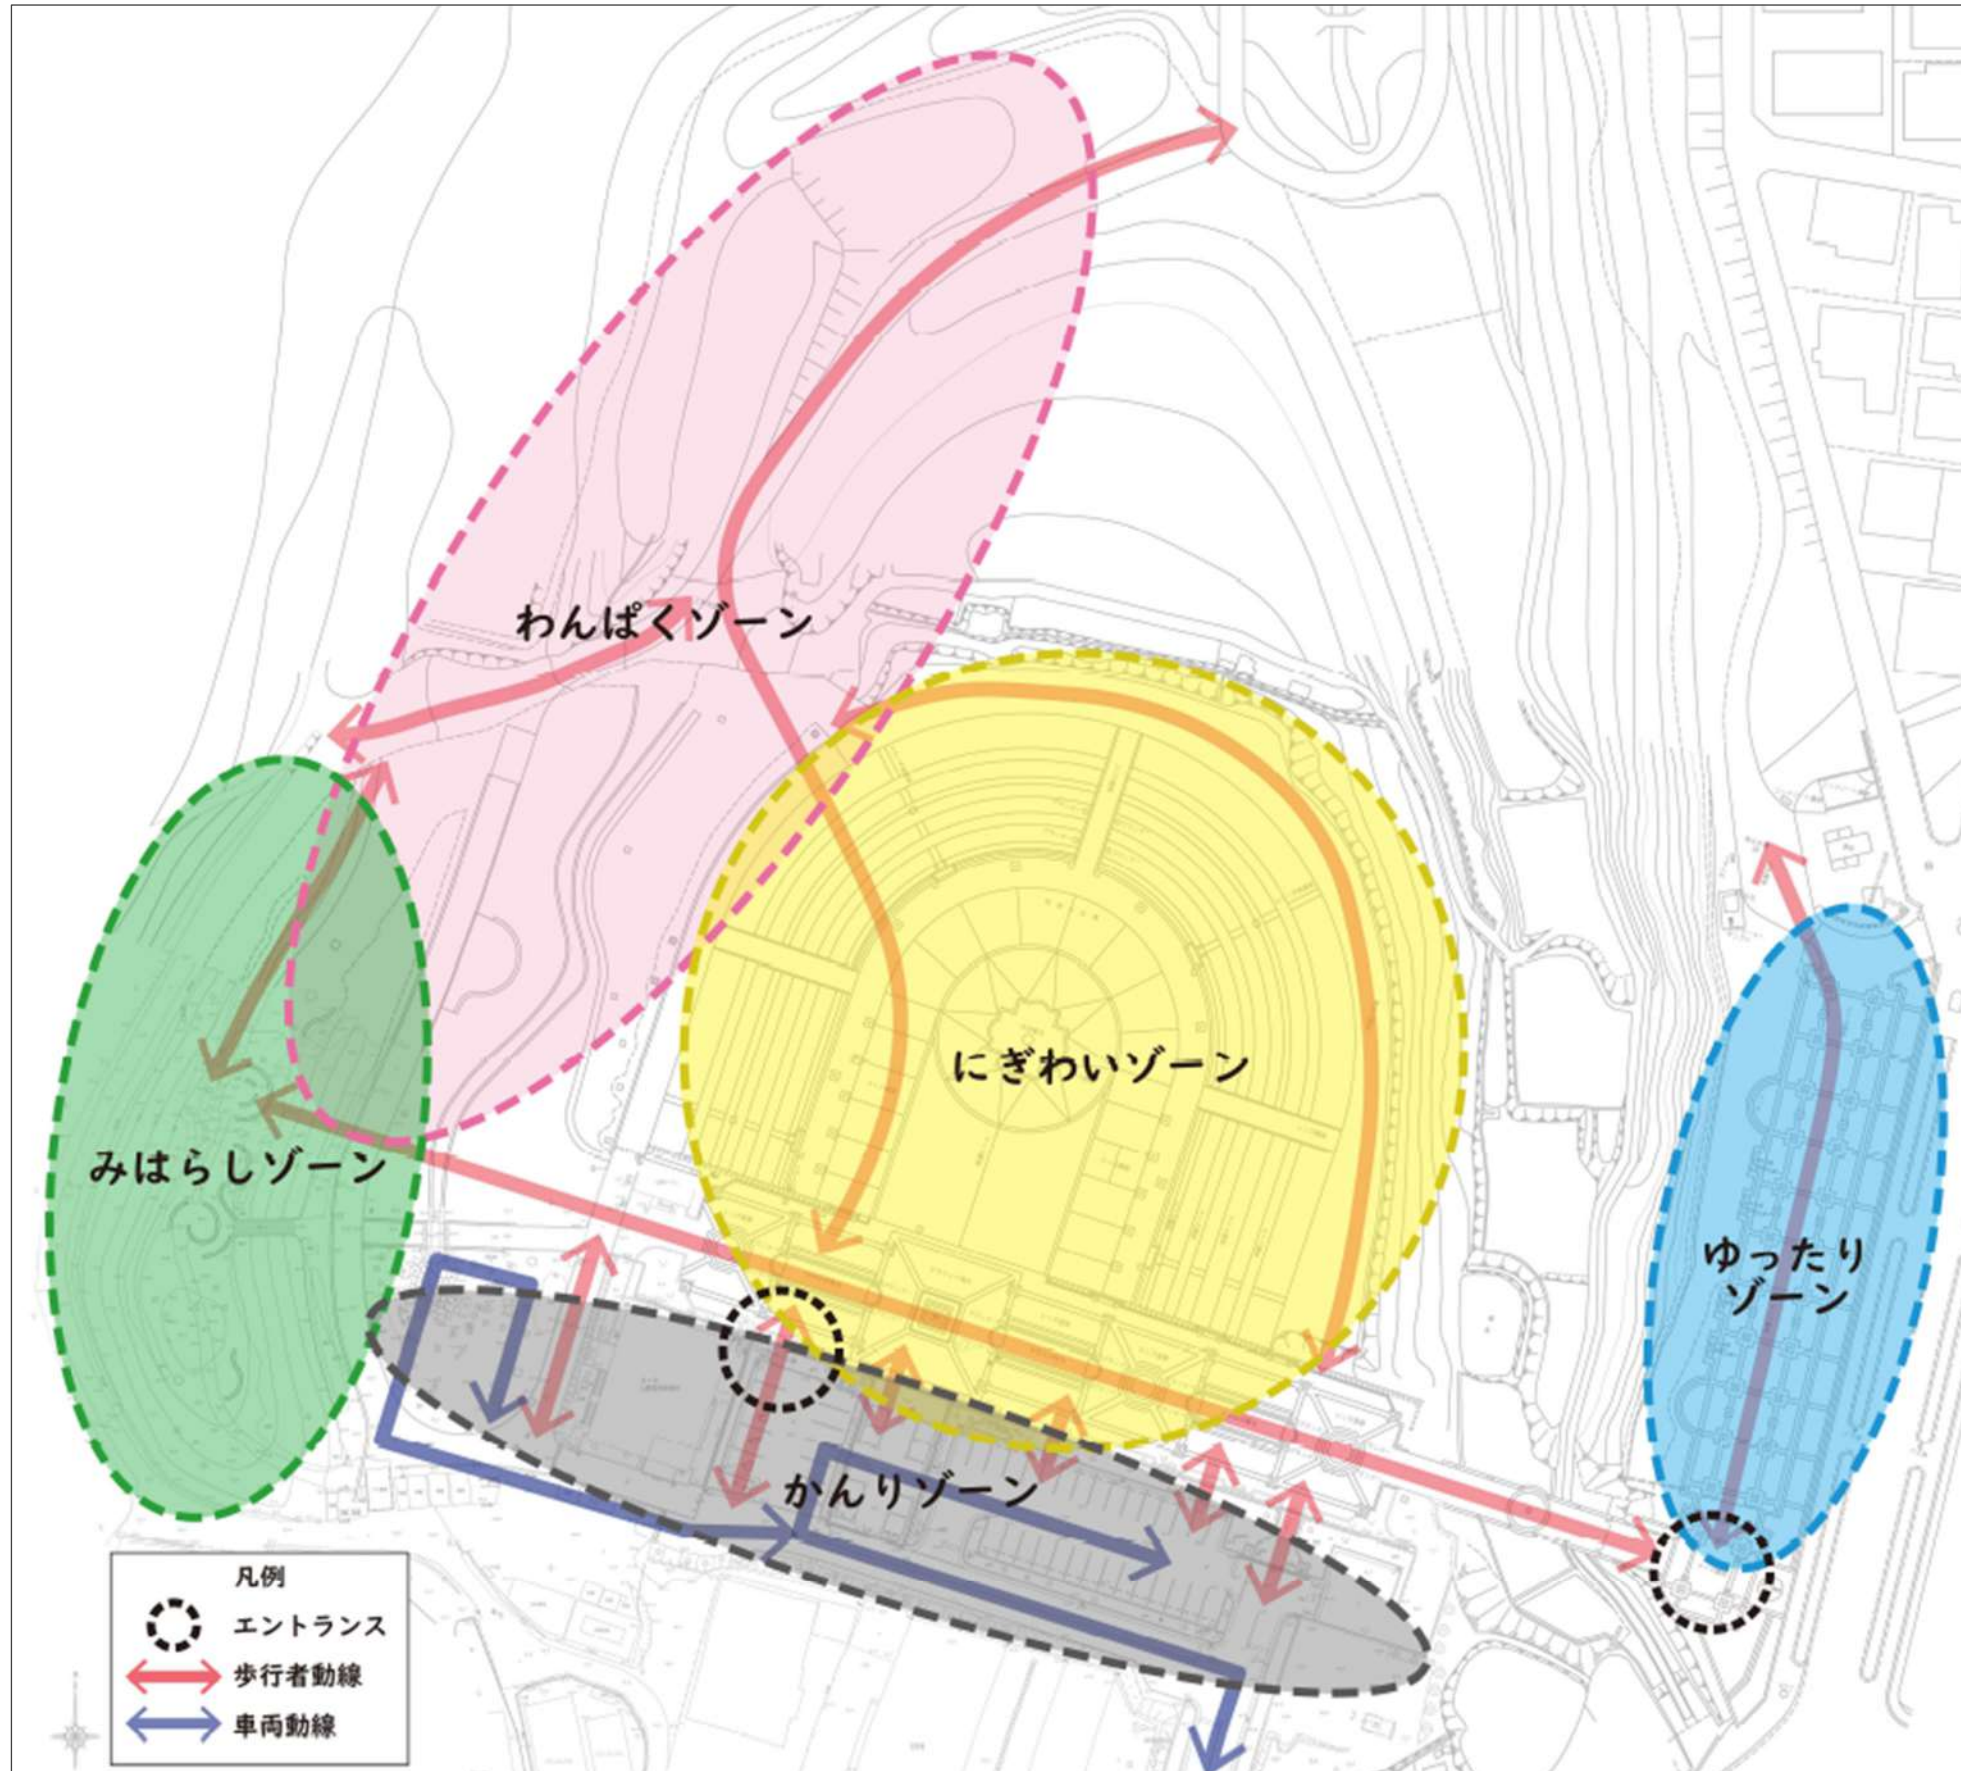 わんぱくゾーン
にぎわいゾーン
みはらしゾーン
ゆったり
ゾーン
かんりゾーン
凡例
エントランス
歩行者動線
車両動線